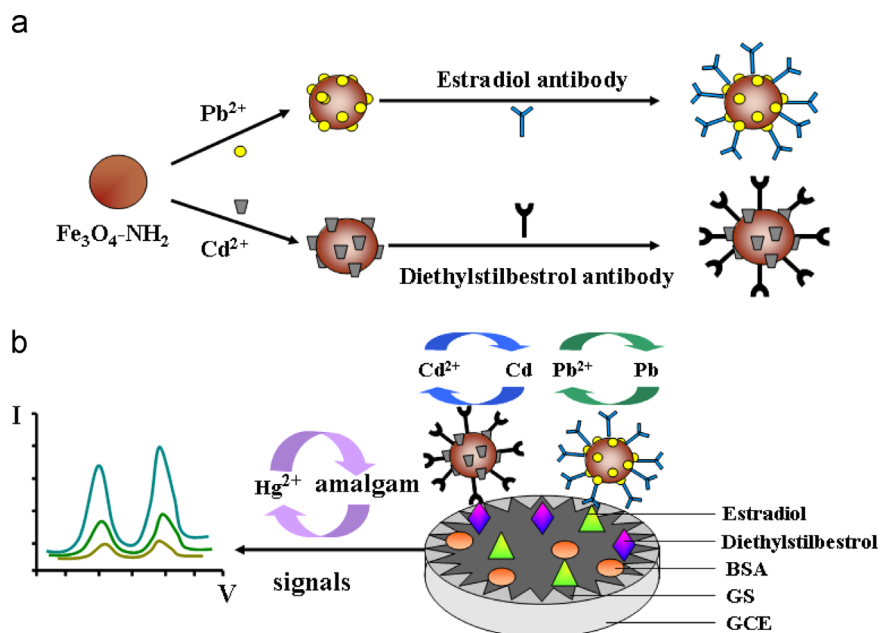 a
Pb²⁺
Estradiol antibody
Fe₃O₄-NH₂
Cd²⁺
Diethylstilbestrol antibody
b
Cd²⁺ Cd Pb²⁺ Pb
I
Hg²⁺ amalgam
Estradiol
Diethylstilbestrol
BSA
GS
GCE
signals
V